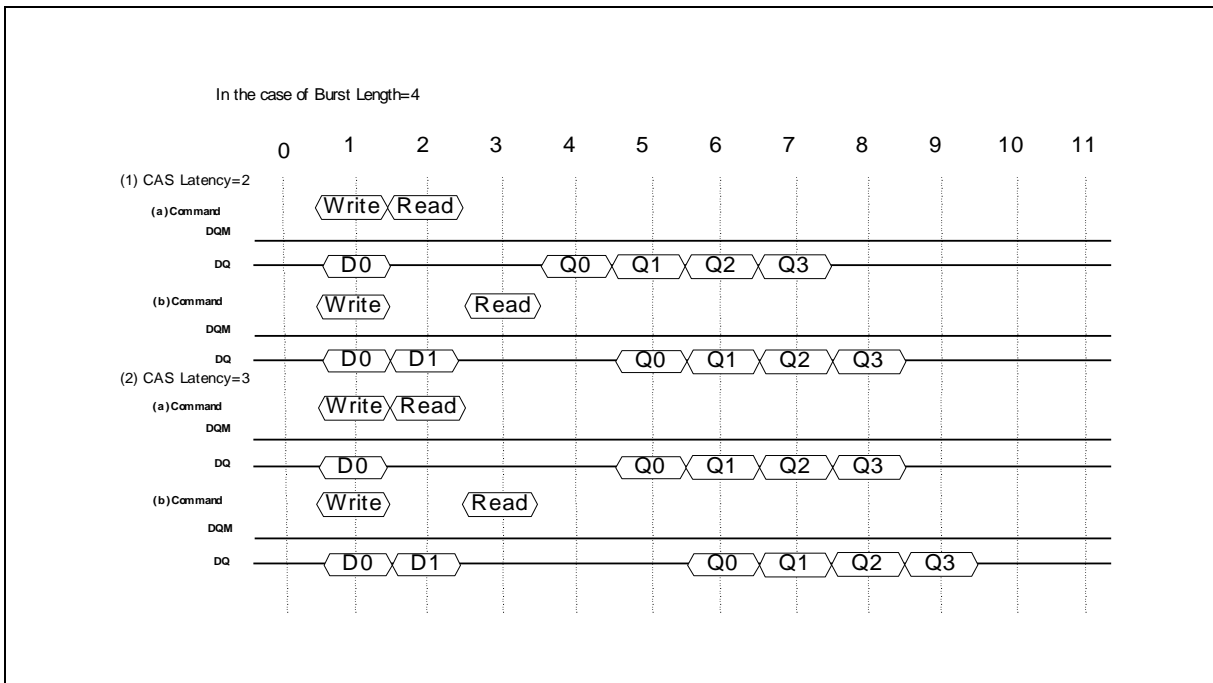 In the case of Burst Length=4
0 1 2 3 4 5 6 7 8 9 10 11
(1) CAS Latency=2
(a)Command Write Read
DQM
DQ D0 Q0 Q1 Q2 Q3
(b)Command Write Read
DQM
DQ D0 D1 Q0 Q1 Q2 Q3
(2) CAS Latency=3
(a)Command Write Read
DQM
DQ D0 Q0 Q1 Q2 Q3
(b)Command Write Read
DQM
DQ D0 D1 Q0 Q1 Q2 Q3